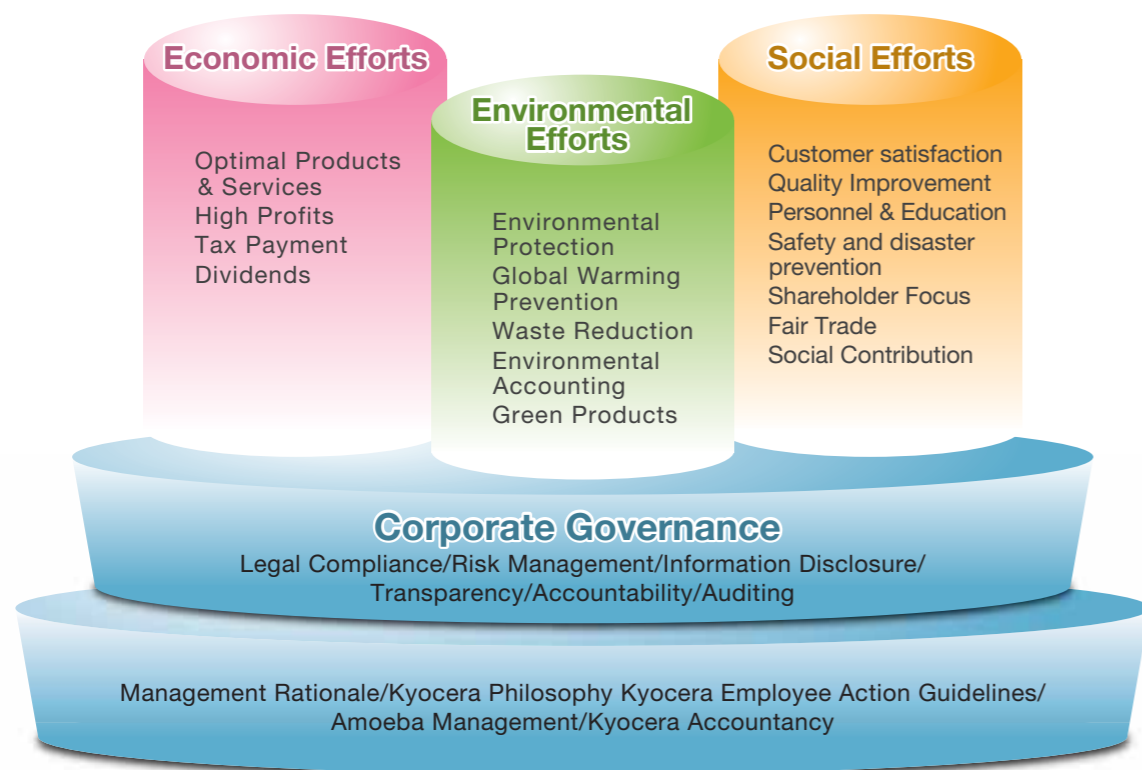 Economic Efforts
Optimal Products
& Services
High Profits
Tax Payment
Dividends
Environmental
Efforts
Environmental
Protection
Global Warming
Prevention
Waste Reduction
Environmental
Accounting
Green Products
Social Efforts
Customer satisfaction
Quality Improvement
Personnel & Education
Safety and disaster
prevention
Shareholder Focus
Fair Trade
Social Contribution
Corporate Governance
Legal Compliance/Risk Management/Information Disclosure/
Transparency/Accountability/Auditing
Management Rationale/Kyocera Philosophy Kyocera Employee Action Guidelines/
Amoeba Management/Kyocera Accountancy